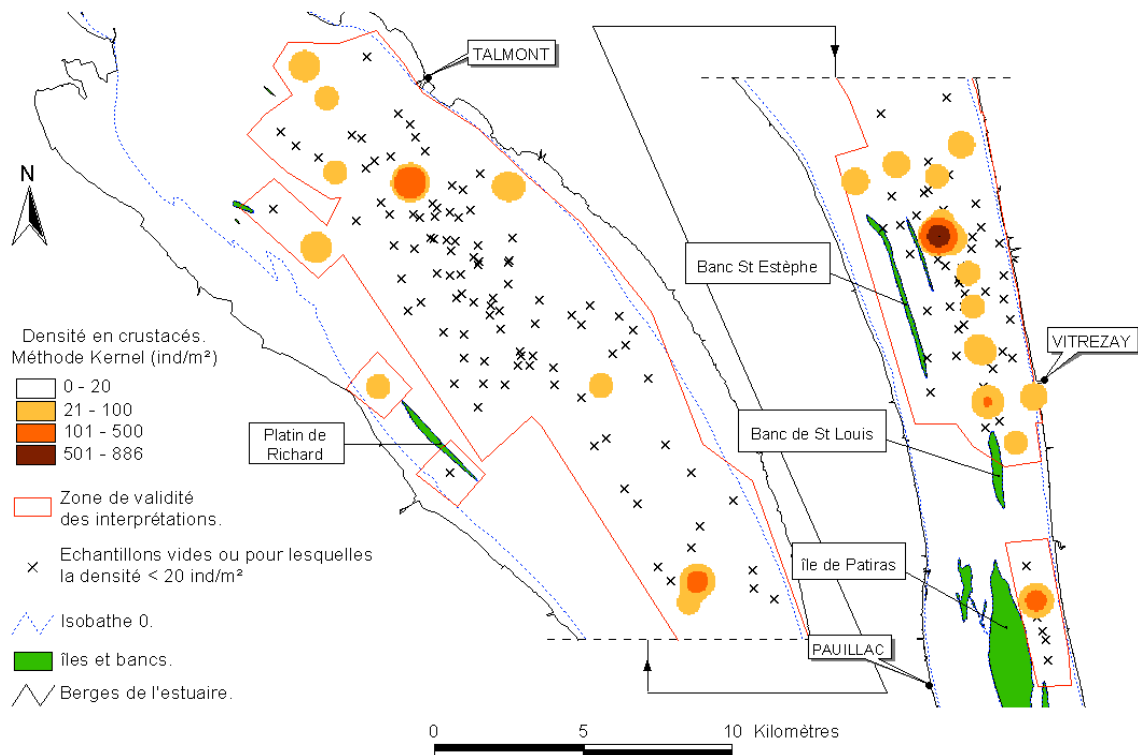 TALMONT
N
Banc St Estèphe
Densité en crustacés.
Méthode Kernel (ind/m²)
0 - 20
21 - 100
101 - 500
501 - 886
VITREZAY
Platin de
Richard
Banc de St Louis
Zone de validité
des interprétations.
Echantillons vides ou pour lesquelles
la densité < 20 ind/m²
île de Patiras
Isobathe 0.
îles et bancs.
PAUILLAC
Berges de l'estuaire.
0 5 10 Kilomètres